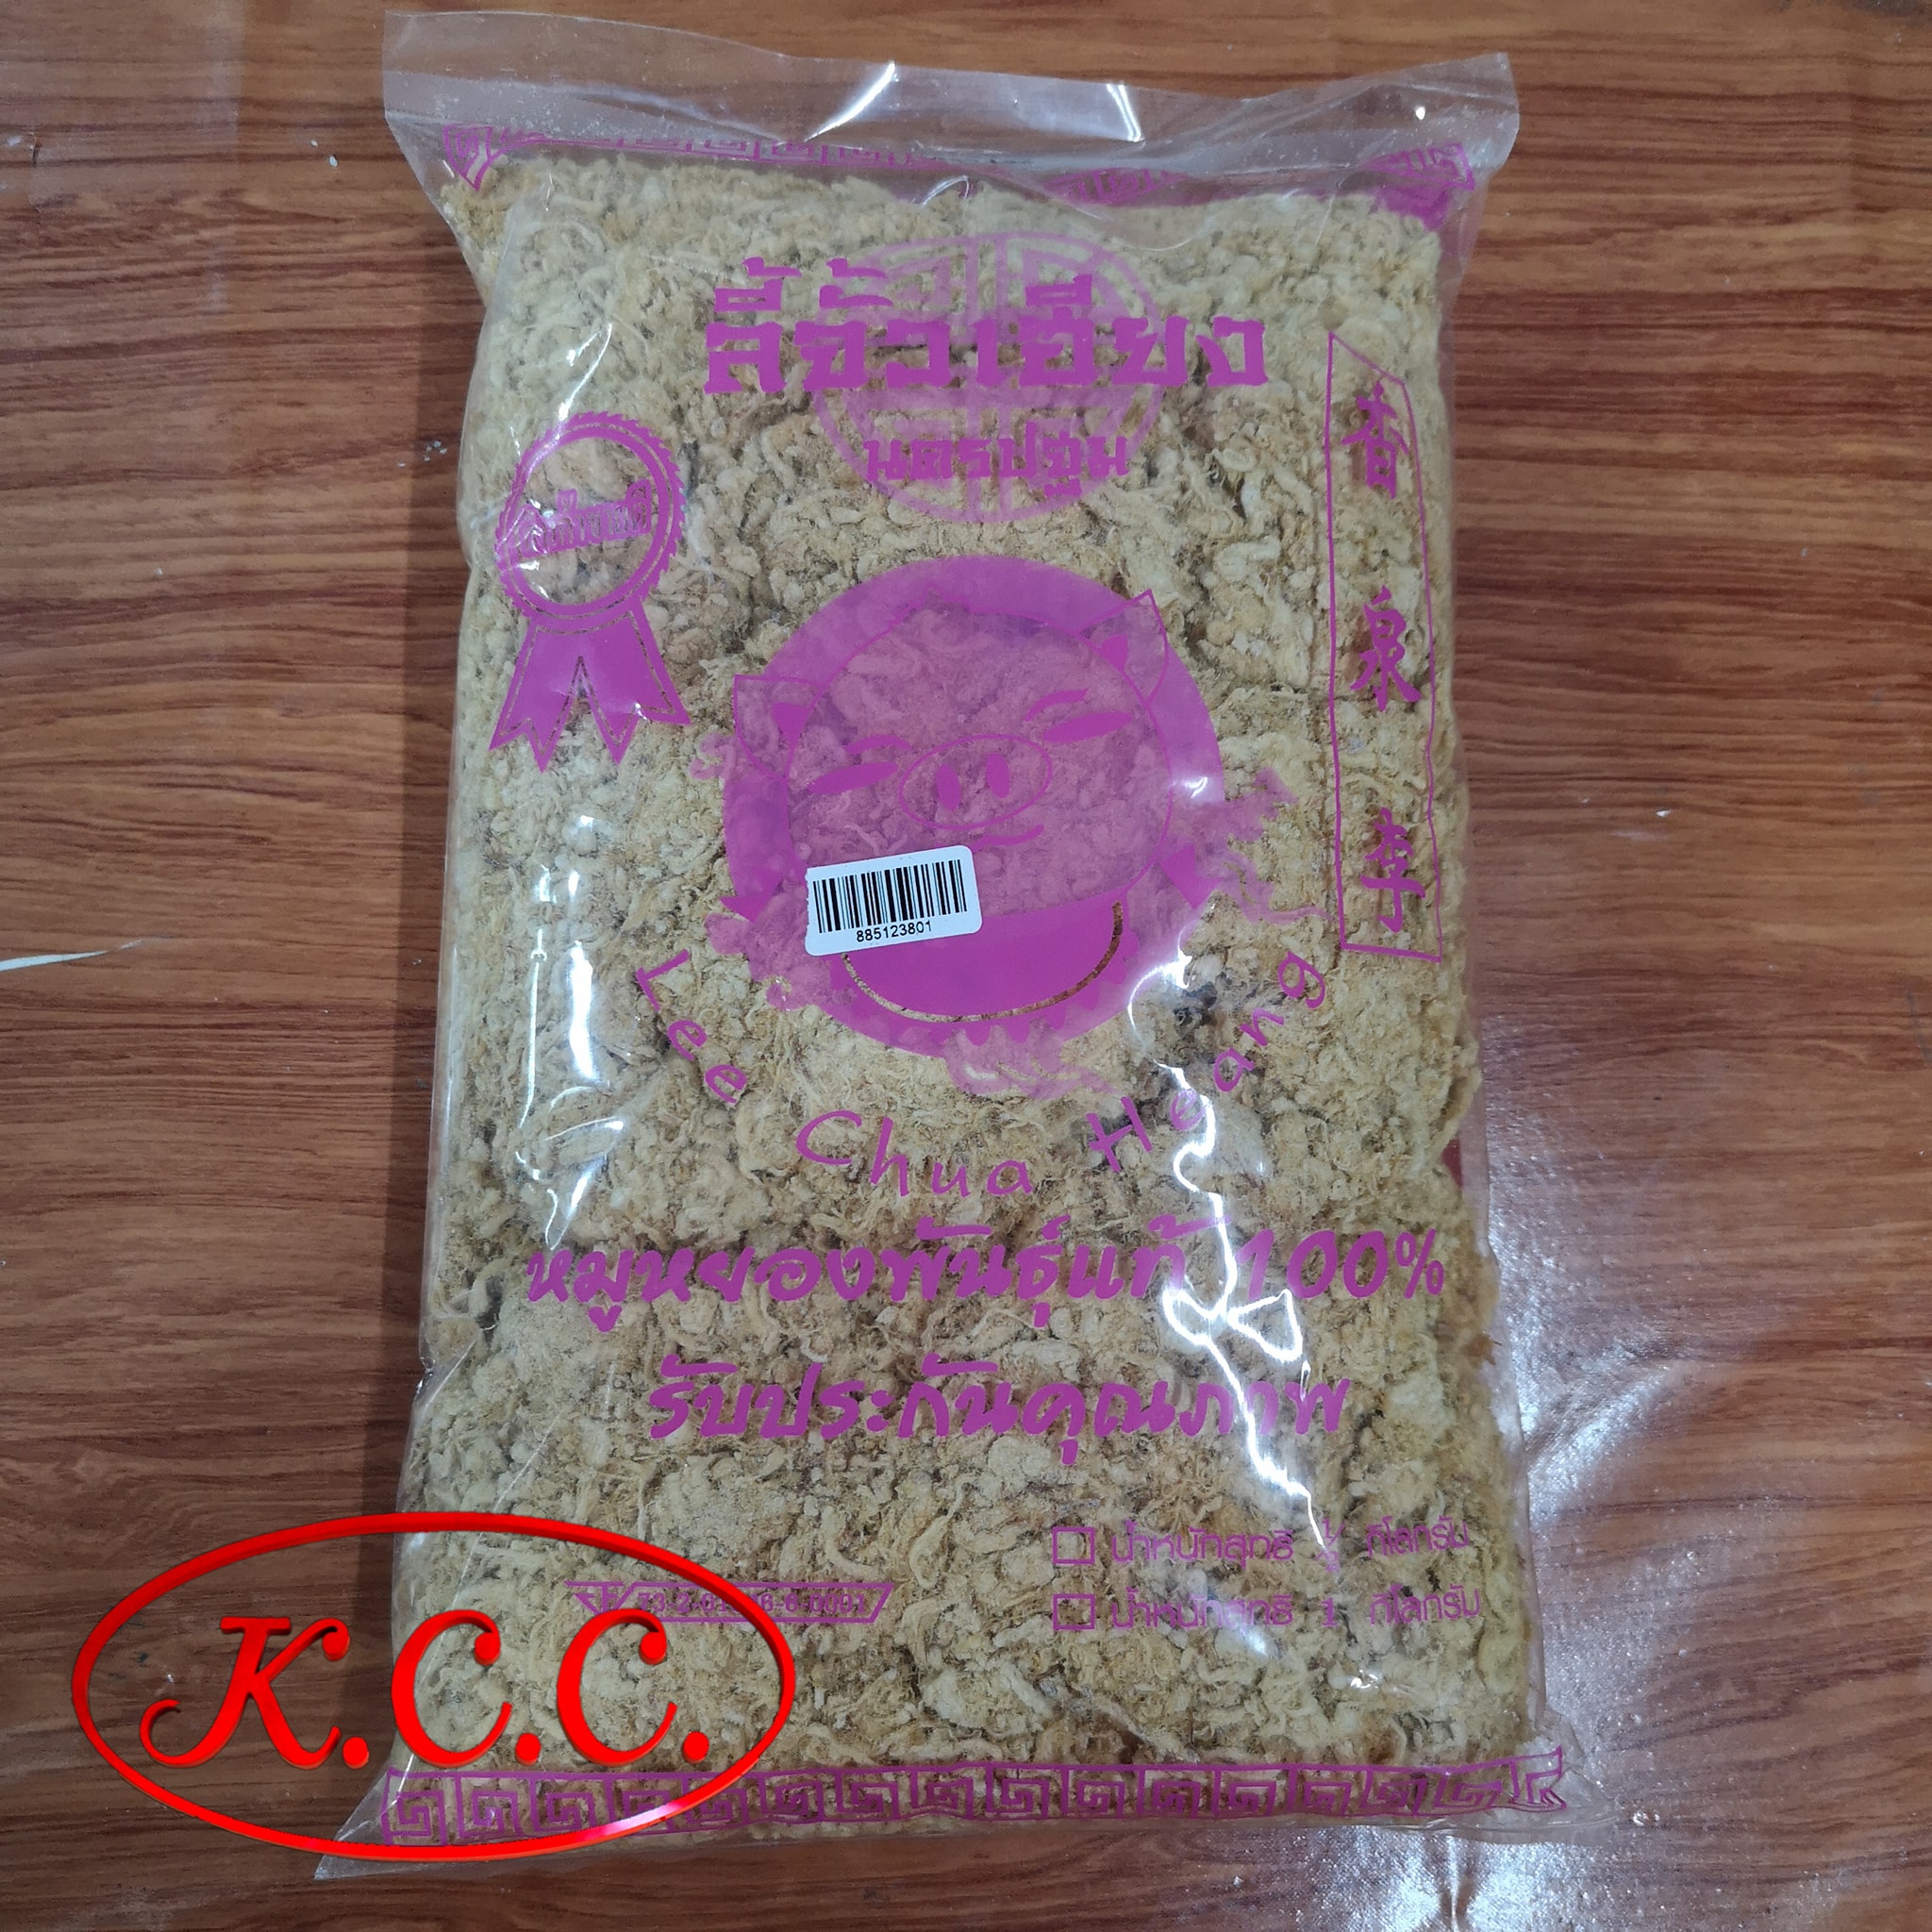 ลี้จั้วเฮียง
นครปฐม
香泉李
885123801
Lee Chua Heang
หมูหยองพันธุ์แท้ 100%
รับประกันคุณภาพ
น้ำหนักสุทธิ ½ กิโลกรัม
น้ำหนักสุทธิ 1 กิโลกรัม
K.C.C.